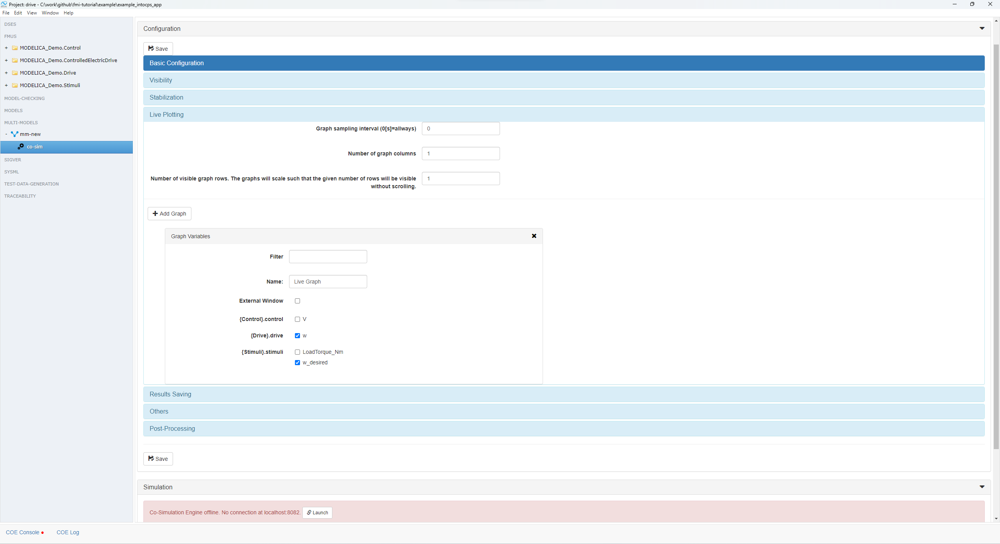 Project: drive - C:\work\github\fmi-tutorial\example\example_intocps_app
File Edit View Window Help
DSES
FMUS
+ MODELICA_Demo.Control
+ MODELICA_Demo.ControlledElectricDrive
+ MODELICA_Demo.Drive
+ MODELICA_Demo.Stimuli
MODEL-CHECKING
MODELS
MULTI-MODELS
- mm-new
co-sim
SIGVER
SYSML
TEST-DATA-GENERATION
TRACEABILITY
Configuration
Save
Basic Configuration
Visibility
Stabilization
Live Plotting
Graph sampling interval (0[s]=allways) 0
Number of graph columns 1
Number of visible graph rows. The graphs will scale such that the given number of rows will be visible 1
without scrolling.
Add Graph
Graph Variables
Filter
Name: Live Graph
External Window
{Control}.control V
{Drive}.drive w
{Stimuli}.stimuli LoadTorque_Nm
w_desired
Results Saving
Others
Post-Processing
Save
Simulation
Co-Simulation Engine offline. No connection at localhost:8082. Launch
COE Console COE Log